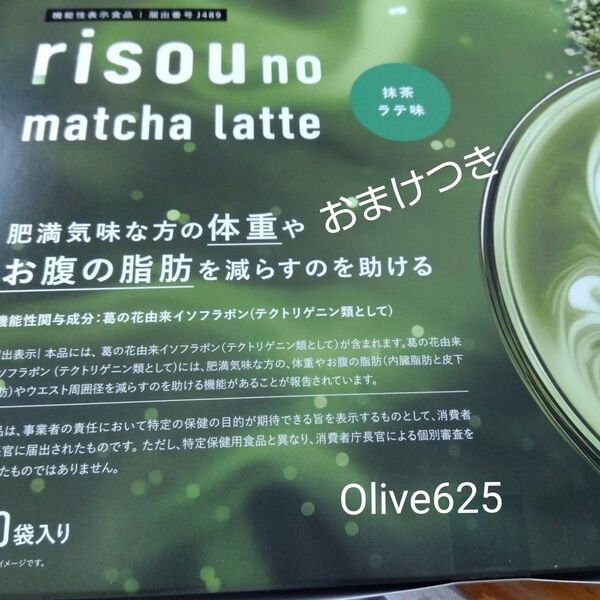 機能性表示食品 | 届出番号 J489
risou no
matcha latte
抹茶
ラテ味
おまけつき
肥満気味な方の体重や
お腹の脂肪を減らすのを助ける
機能性関与成分:葛の花由来イソフラボン(テクトリゲニン類として)
出表示| 本品には、葛の花由来イソフラボン(テクトリゲニン類として)が含まれます。葛の花由来
ソフラボン(テクトリゲニン類として)には、肥満気味な方の、体重やお腹の脂肪(内臓脂肪と皮下
肪)やウエスト周囲径を減らすのを助ける機能があることが報告されています。
品は、事業者の責任において特定の保健の目的が期待できる旨を表示するものとして、消費者
長官に届出されたものです。ただし、特定保健用食品と異なり、消費者庁長官による個別審査を
たものではありません。
Olive625
0袋入り
イメージです。